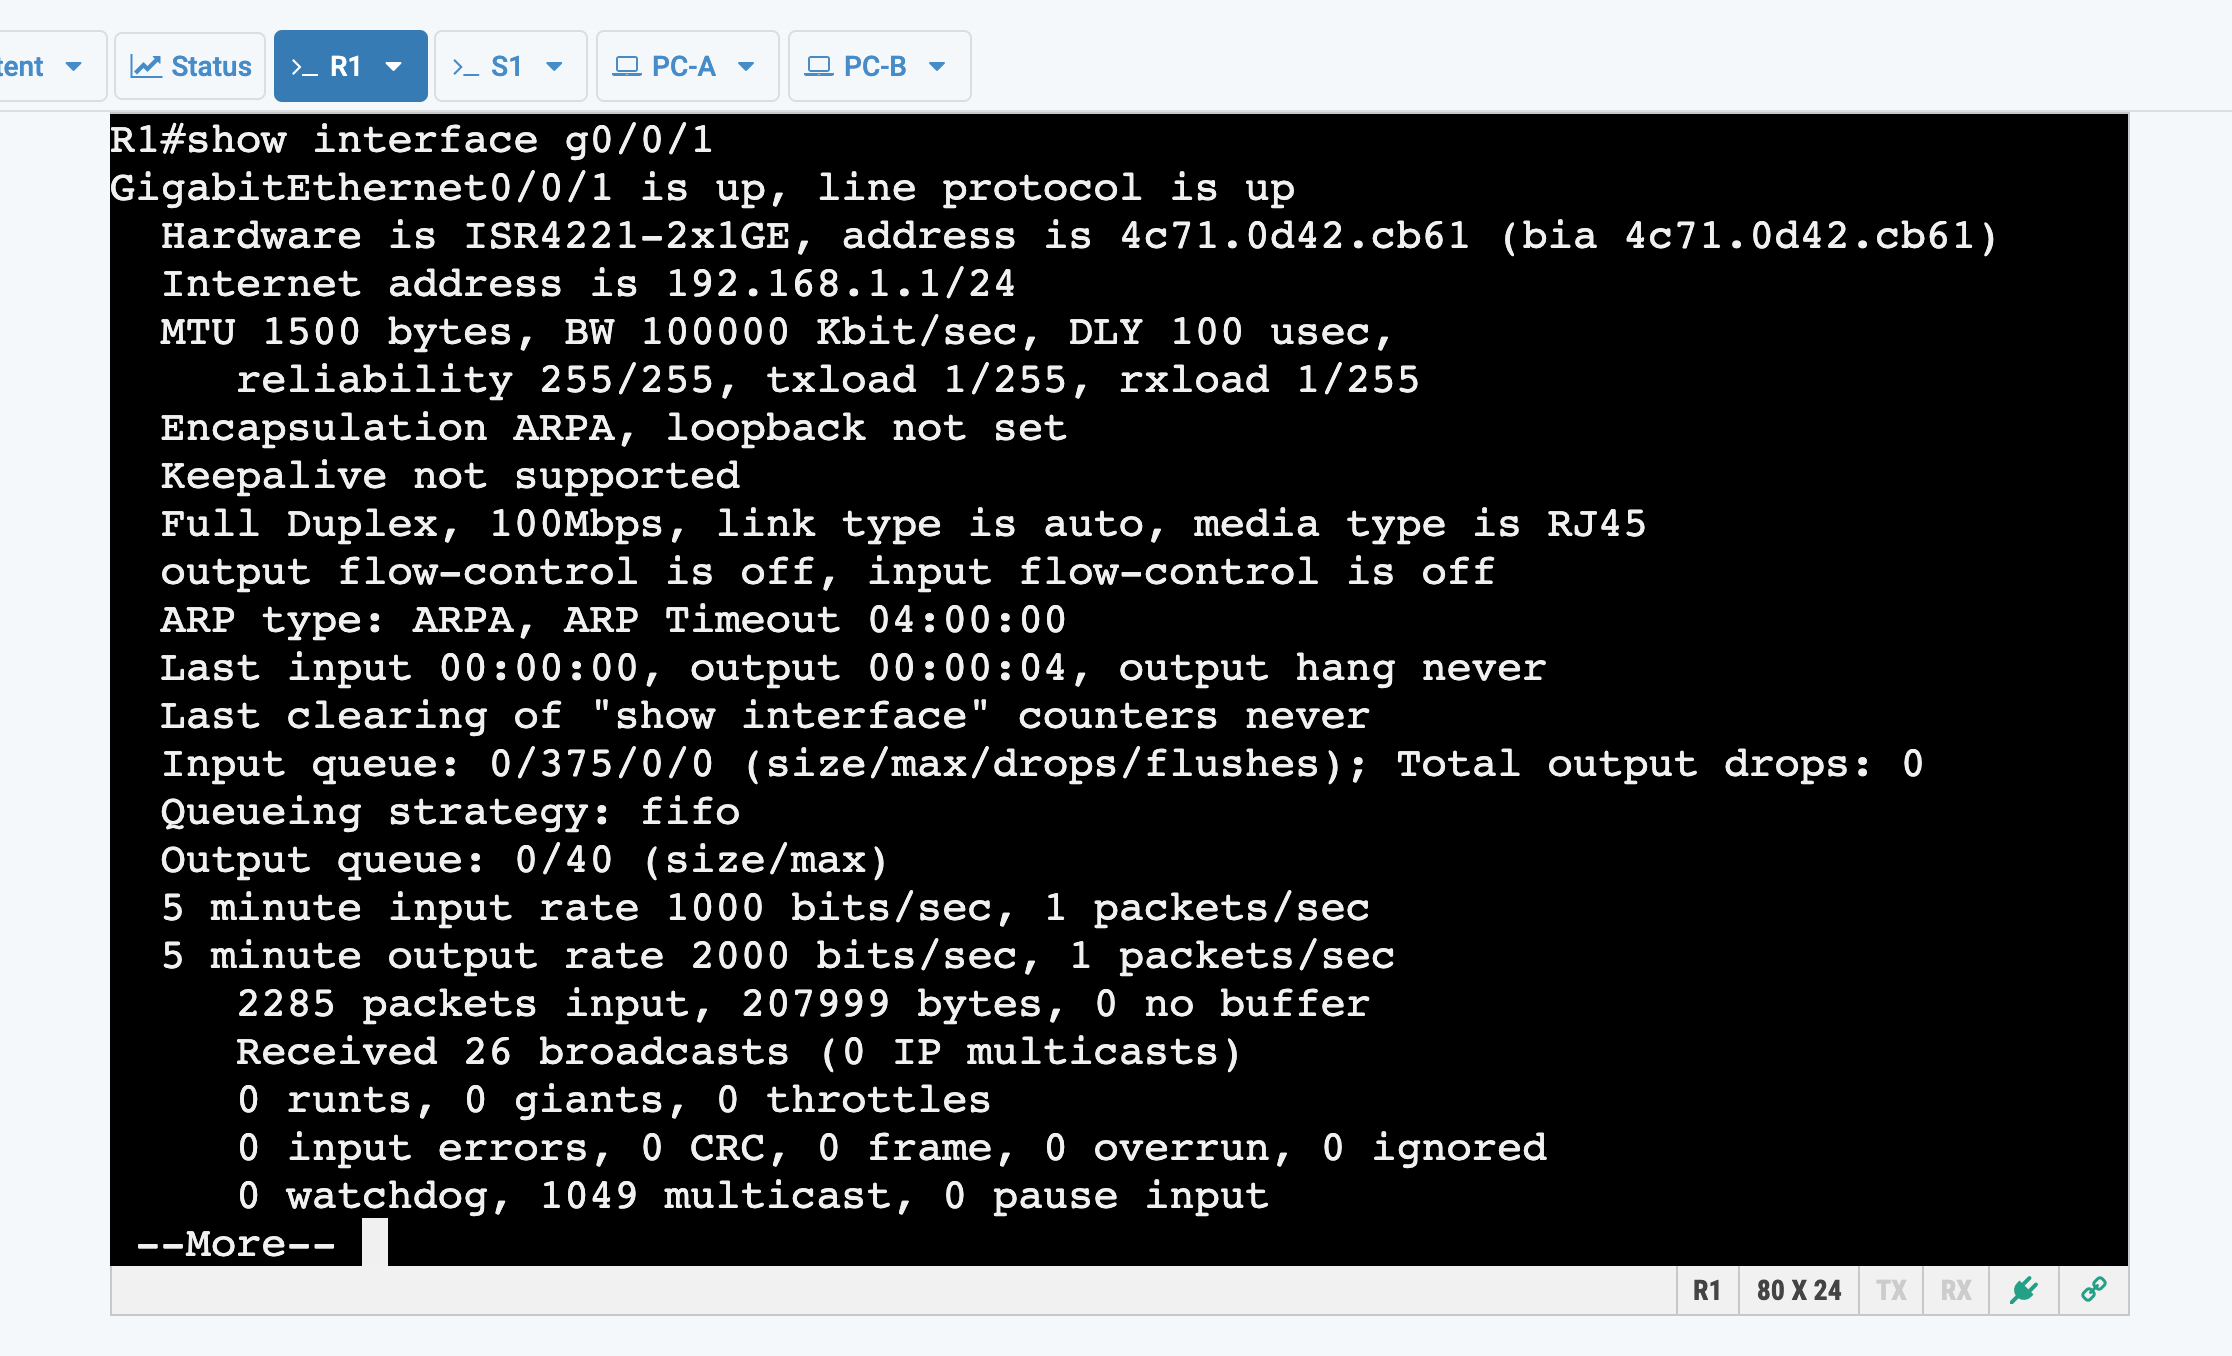 Status
R1
S1
PC-A
PC-B
R1#show interface g0/0/1
GigabitEthernet0/0/1 is up, line protocol is up
Hardware is ISR4221-2x1GE, address is 4c71.0d42.cb61 (bia 4c71.0d42.cb61)
Internet address is 192.168.1.1/24
MTU 1500 bytes, BW 100000 Kbit/sec, DLY 100 usec,
reliability 255/255, txload 1/255, rxload 1/255
Encapsulation ARPA, loopback not set
Keepalive not supported
Full Duplex, 100Mbps, link type is auto, media type is RJ45
output flow-control is off, input flow-control is off
ARP type: ARPA, ARP Timeout 04:00:00
Last input 00:00:00, output 00:00:04, output hang never
Last clearing of "show interface" counters never
Input queue: 0/375/0/0 (size/max/drops/flushes); Total output drops: 0
Queueing strategy: fifo
Output queue: 0/40 (size/max)
5 minute input rate 1000 bits/sec, 1 packets/sec
5 minute output rate 2000 bits/sec, 1 packets/sec
2285 packets input, 207999 bytes, 0 no buffer
Received 26 broadcasts (0 IP multicasts)
0 runts, 0 giants, 0 throttles
0 input errors, 0 CRC, 0 frame, 0 overrun, 0 ignored
0 watchdog, 1049 multicast, 0 pause input
--More--
R1
80 X 24
TX
RX